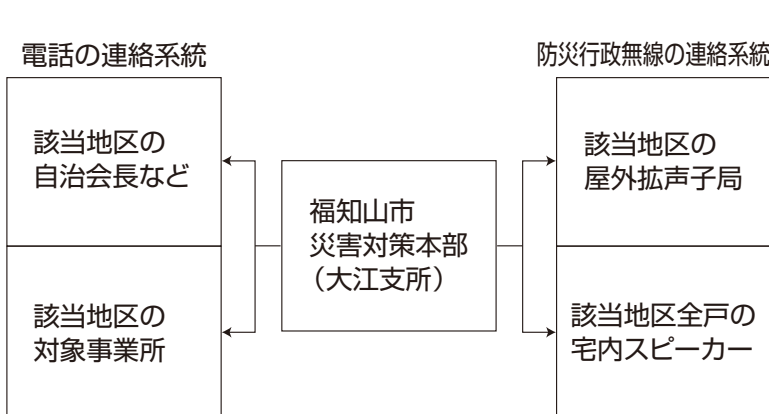 電話の連絡系統
防災行政無線の連絡系統
該当地区の
自治会長など
該当地区の
対象事業所
福知山市
災害対策本部
（大江支所）
該当地区の
屋外拡声子局
該当地区全戸の
宅内スピーカー